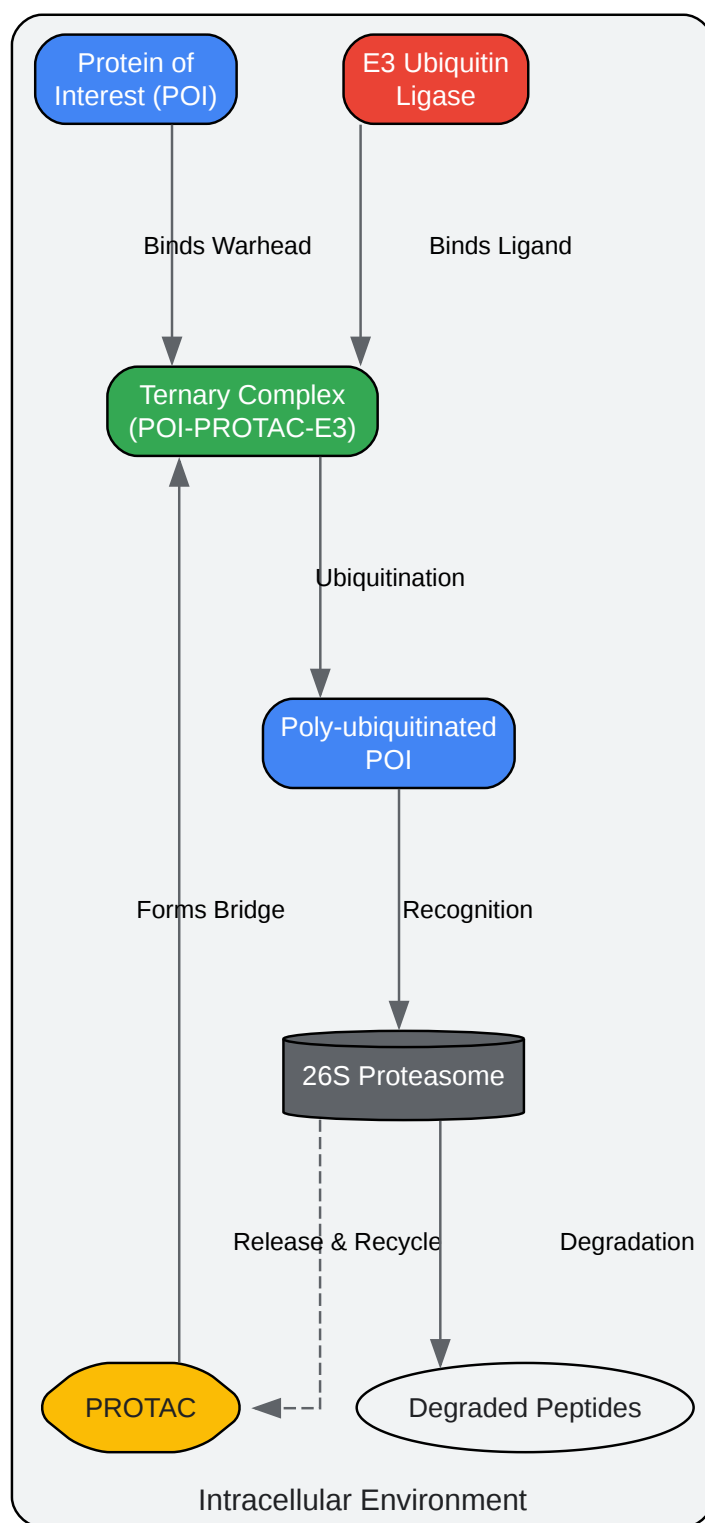 Protein of
Interest (POI)
E3 Ubiquitin
Ligase
Binds Warhead
Binds Ligand
Ternary Complex
(POI-PROTAC-E3)
Ubiquitination
Poly-ubiquitinated
POI
Forms Bridge
Recognition
26S Proteasome
Release & Recycle
Degradation
PROTAC
Degraded Peptides
Intracellular Environment